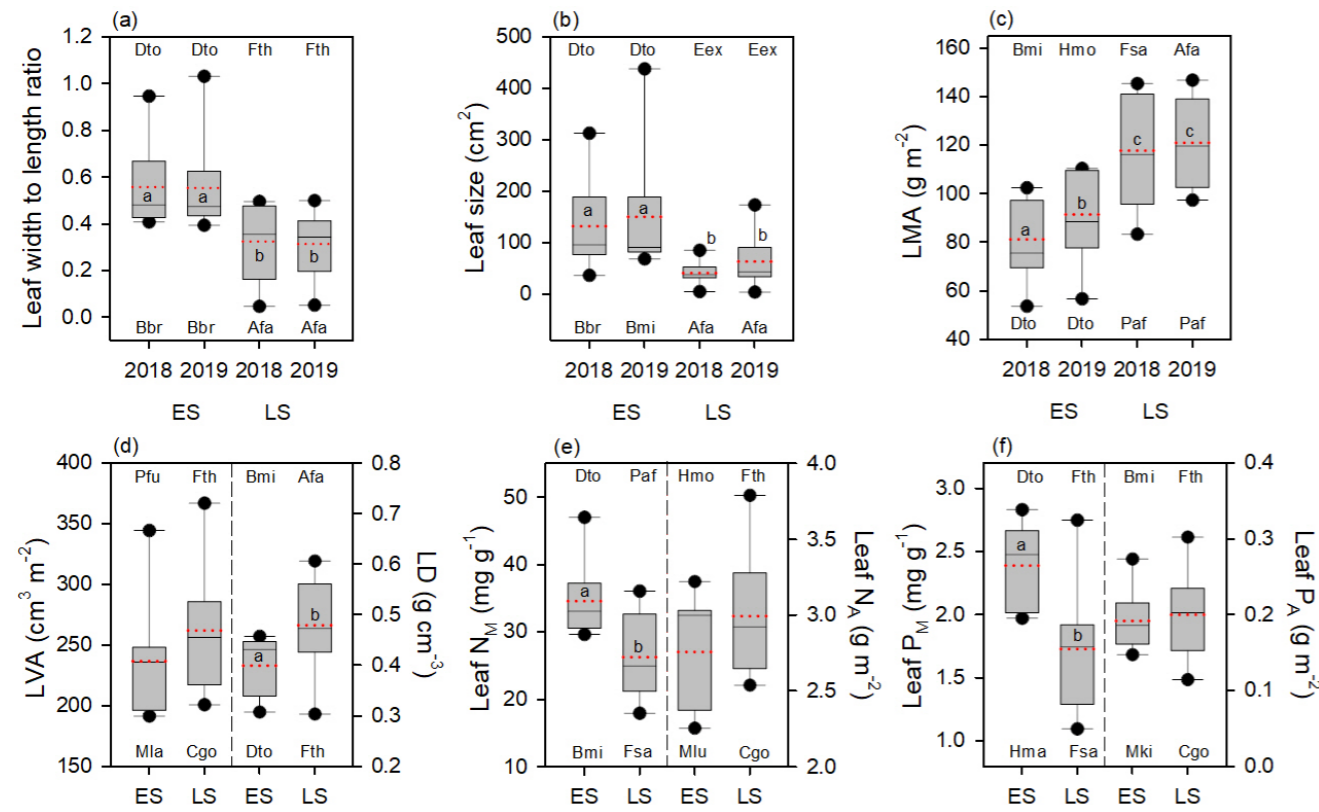 (a)
Leaf width to length ratio
1.2
1.0
0.8
0.6
0.4
0.2
0.0
Dto Dto Fth Fth
a a b b
Bbr Bbr Afa Afa
2018 2019 2018 2019
ES LS
(b)
Leaf size (cm²)
500
400
300
200
100
0
Dto Dto Eex Eex
a a b b
Bbr Bmi Afa Afa
2018 2019 2018 2019
ES LS
(c)
LMA (g m⁻²)
160
140
120
100
80
60
40
Bmi Hmo Fsa Afa
a b c c
Dto Dto Paf Paf
2018 2019 2018 2019
ES LS
(d)
LVA (cm³ m⁻²)
400
350
300
250
200
150
Pfu Fth Bmi Afa
a b
Mla Cgo Dto Fth
ES LS ES LS
0.8
0.7
0.6
0.5
0.4
0.3
0.2
LD (g cm⁻³)
(e)
Leaf N_M (mg g⁻¹)
50
40
30
20
10
Dto Paf Hmo Fth
a b
Bmi Fsa Mlu Cgo
ES LS ES LS
4.0
3.5
3.0
2.5
2.0
Leaf N_A (g m⁻²)
(f)
Leaf P_M (mg g⁻¹)
3.0
2.5
2.0
1.5
1.0
Dto Fth Bmi Fth
a b
Hma Fsa Mki Cgo
ES LS ES LS
0.4
0.3
0.2
0.1
0.0
Leaf P_A (g m⁻²)